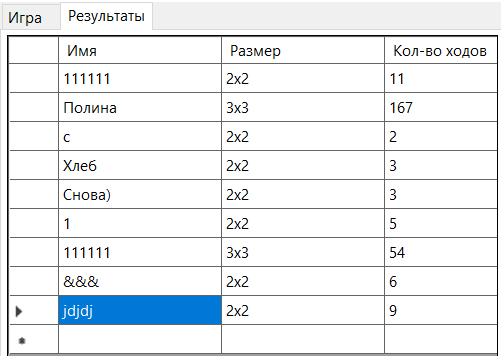 Игра Результаты
Имя Размер Кол-во ходов
111111 2x2 11
Полина 3x3 167
с 2x2 2
Хлеб 2x2 3
Снова) 2x2 3
1 2x2 5
111111 3x3 54
&&& 2x2 6
jdjdj 2x2 9